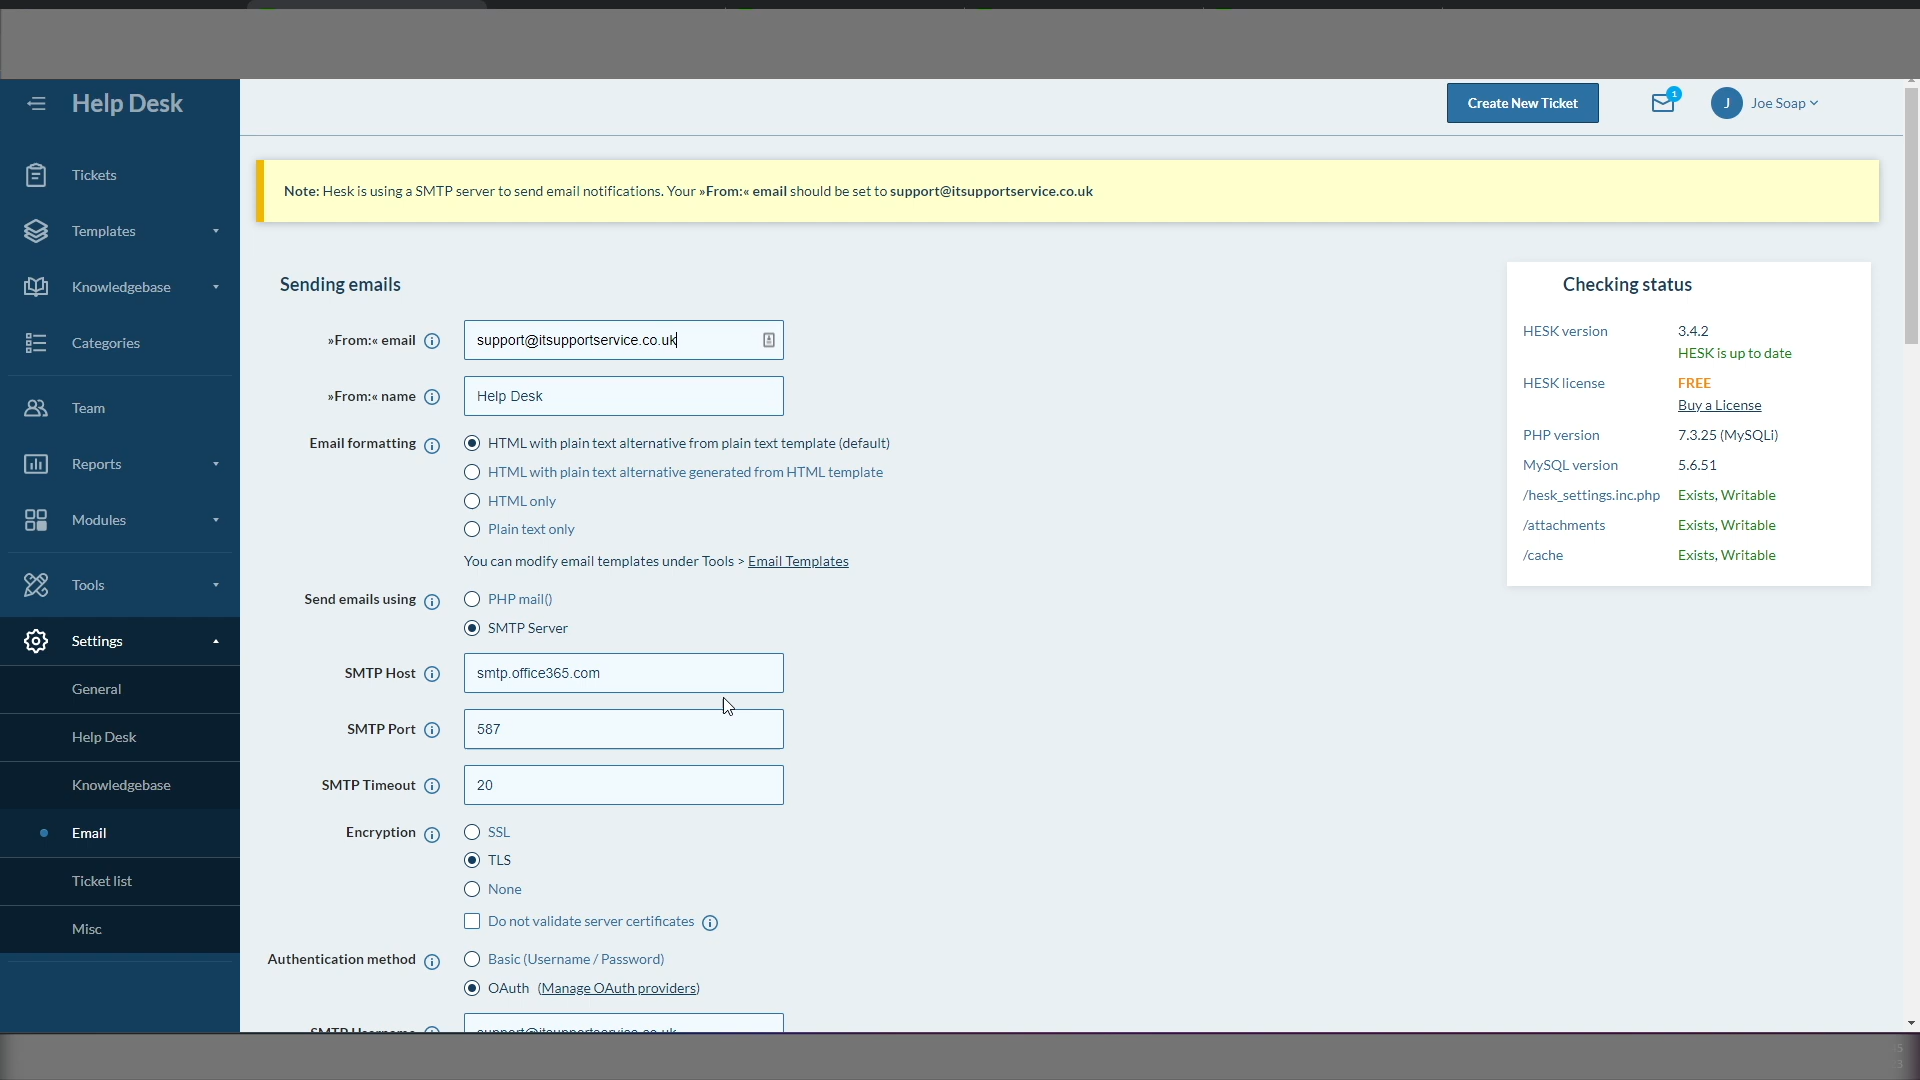 Help Desk
Create New Ticket
1
J
Joe Soap
Tickets
Templates
Knowledgebase
Categories
Team
Reports
Modules
Tools
Settings
General
Help Desk
Knowledgebase
Email
Ticket list
Misc
Note: Hesk is using a SMTP server to send email notifications. Your »From:« email should be set to support@itsupportservice.co.uk
Sending emails
»From:« email support@itsupportservice.co.uk
»From:« name Help Desk
Email formatting HTML with plain text alternative from plain text template (default)
HTML with plain text alternative generated from HTML template
HTML only
Plain text only
You can modify email templates under Tools > Email Templates
Send emails using PHP mail()
SMTP Server
SMTP Host smtp.office365.com
SMTP Port 587
SMTP Timeout 20
Encryption SSL
TLS
None
Do not validate server certificates
Authentication method Basic (Username / Password)
OAuth (Manage OAuth providers)
SMTP Username support@itsupportservice.co.uk
Checking status
HESK version 3.4.2
HESK is up to date
HESK license FREE
Buy a License
PHP version 7.3.25 (MySQLi)
MySQL version 5.6.51
/hesk_settings.inc.php Exists, Writable
/attachments Exists, Writable
/cache Exists, Writable